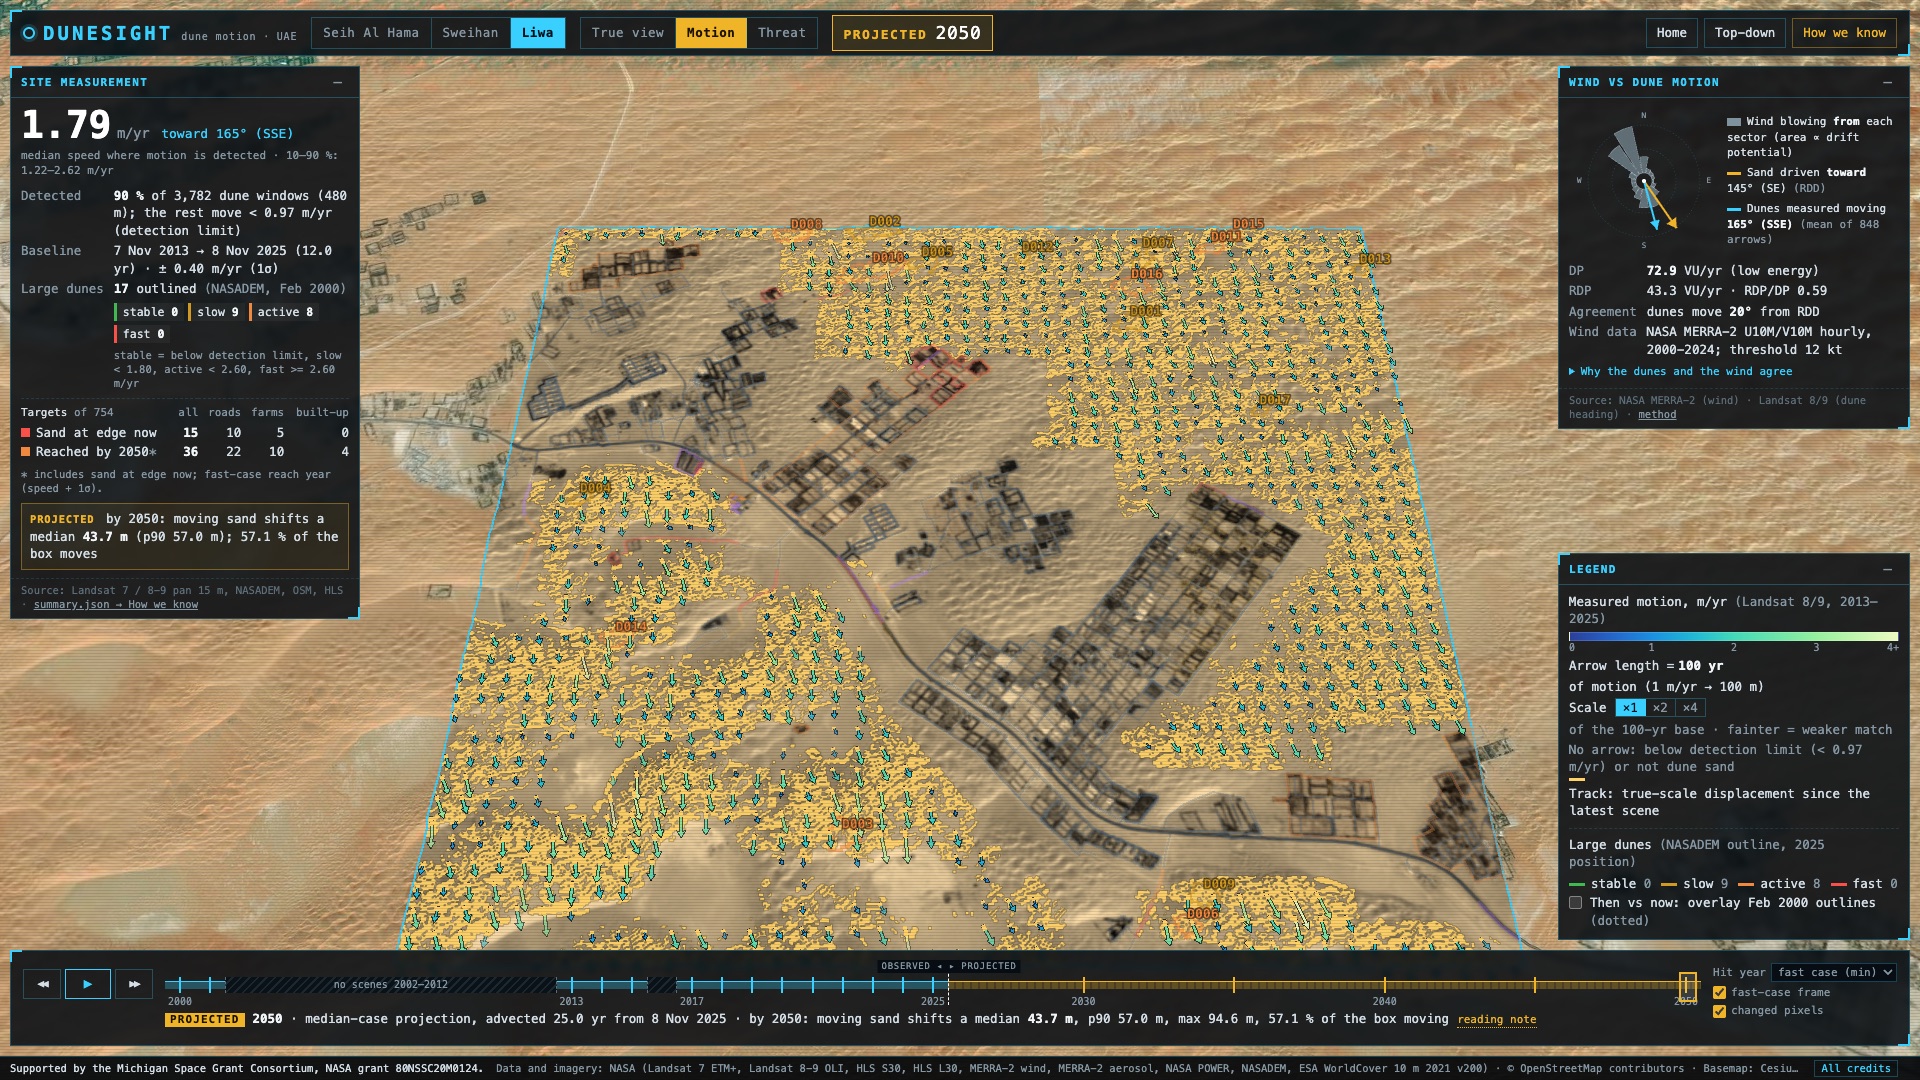 DUNESIGHT dune motion · UAE
Seih Al Hama Sweihan Liwa
True view Motion Threat
PROJECTED 2050
Home Top-down How we know
SITE MEASUREMENT
1.79 m/yr toward 165° (SSE)
median speed where motion is detected · 10–90 %:
1.22–2.62 m/yr
Detected 90 % of 3,782 dune windows (480
m); the rest move < 0.97 m/yr
(detection limit)
Baseline 7 Nov 2013 → 8 Nov 2025 (12.0
yr) · ± 0.40 m/yr (1σ)
Large dunes 17 outlined (NASADEM, Feb 2000)
stable 0 slow 9 active 8
fast 0
stable = below detection limit, slow
< 1.80, active < 2.60, fast >= 2.60
m/yr
Targets of 754 all roads farms built-up
Sand at edge now 15 10 5 0
Reached by 2050* 36 22 10 4
* includes sand at edge now; fast-case reach year
(speed + 1σ).
PROJECTED by 2050: moving sand shifts a
median 43.7 m (p90 57.0 m); 57.1 % of the
box moves
Source: Landsat 7 / 8–9 pan 15 m, NASADEM, OSM, HLS
· summary.json → How we know
D008
D002
D015
D011
D005
D012
D007
D010
D013
D016
D001
D017
D004
D014
D003
D009
D006
WIND VS DUNE MOTION
N
W
E
S
Wind blowing from each
sector (area ∝ drift
potential)
Sand driven toward
145° (SE) (RDD)
Dunes measured moving
165° (SSE) (mean of 848
arrows)
DP 72.9 VU/yr (low energy)
RDP 43.3 VU/yr · RDP/DP 0.59
Agreement dunes move 20° from RDD
Wind data NASA MERRA-2 U10M/V10M hourly,
2000–2024; threshold 12 kt
▶ Why the dunes and the wind agree
Source: NASA MERRA-2 (wind) · Landsat 8/9 (dune
heading) · method
LEGEND
Measured motion, m/yr (Landsat 8/9, 2013–
2025)
0 1 2 3 4+
Arrow length = 100 yr
of motion (1 m/yr → 100 m)
Scale ×1 ×2 ×4
of the 100-yr base · fainter = weaker match
No arrow: below detection limit (< 0.97
m/yr) or not dune sand
Track: true-scale displacement since the
latest scene
Large dunes (NASADEM outline, 2025
position)
stable 0 slow 9 active 8 fast 0
Then vs now: overlay Feb 2000 outlines
(dotted)
OBSERVED ◂ ▸ PROJECTED
no scenes 2002–2012
2000 2013 2017 2025 2030 2040 2050
PROJECTED 2050 · median-case projection, advected 25.0 yr from 8 Nov 2025 · by 2050: moving sand shifts a median 43.7 m, p90 57.0 m, max 94.6 m, 57.1 % of the box moving reading note
Hit year fast case (min)
fast-case frame
changed pixels
Supported by the Michigan Space Grant Consortium, NASA grant 80NSSC20M0124. Data and imagery: NASA (Landsat 7 ETM+, Landsat 8–9 OLI, HLS S30, HLS L30, MERRA-2 wind, MERRA-2 aerosol, NASA POWER, NASADEM, ESA WorldCover 10 m 2021 v200) · © OpenStreetMap contributors · Basemap: Cesiu… All credits